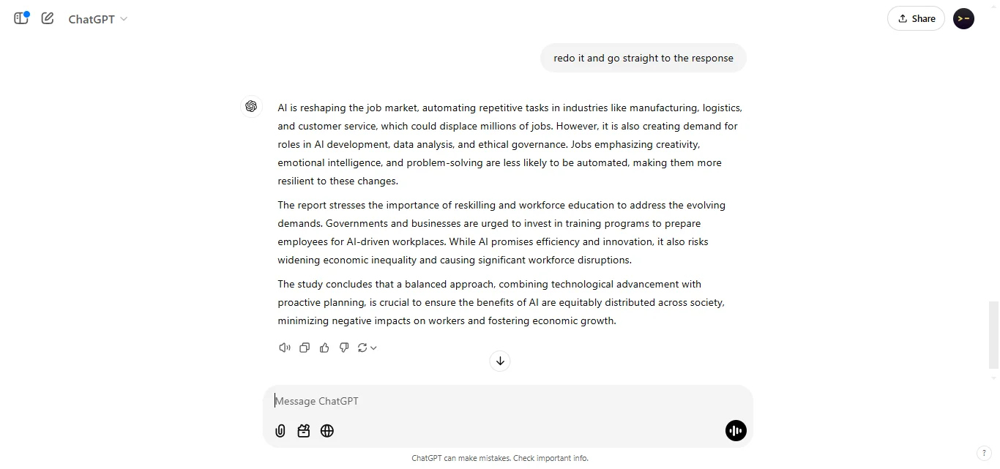 ChatGPT
Share
redo it and go straight to the response
AI is reshaping the job market, automating repetitive tasks in industries like manufacturing, logistics,
and customer service, which could displace millions of jobs. However, it is also creating demand for
roles in AI development, data analysis, and ethical governance. Jobs emphasizing creativity,
emotional intelligence, and problem-solving are less likely to be automated, making them more
resilient to these changes.
The report stresses the importance of reskilling and workforce education to address the evolving
demands. Governments and businesses are urged to invest in training programs to prepare
employees for AI-driven workplaces. While AI promises efficiency and innovation, it also risks
widening economic inequality and causing significant workforce disruptions.
The study concludes that a balanced approach, combining technological advancement with
proactive planning, is crucial to ensure the benefits of AI are equitably distributed across society,
minimizing negative impacts on workers and fostering economic growth.
Message ChatGPT
ChatGPT can make mistakes. Check important info.
?